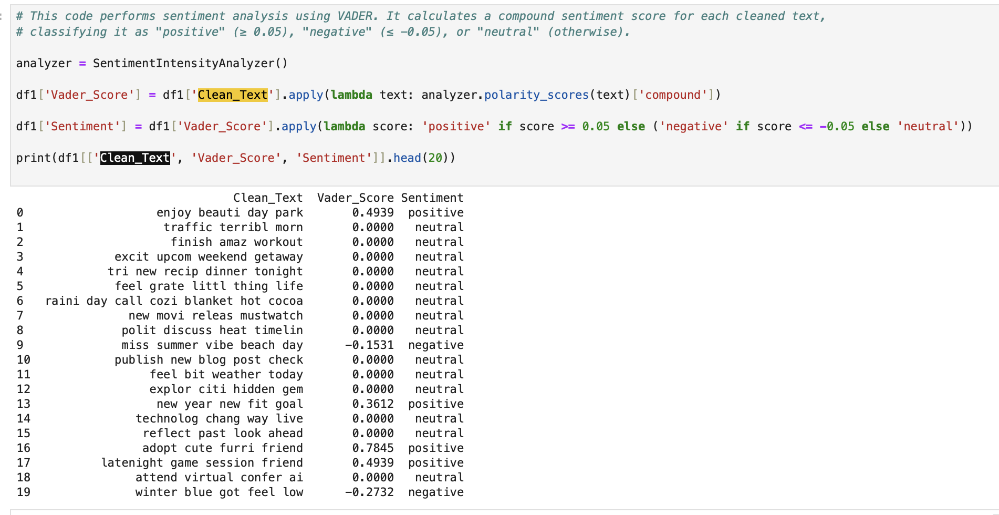 # This code performs sentiment analysis using VADER. It calculates a compound sentiment score for each cleaned text,
# classifying it as "positive" (≥ 0.05), "negative" (≤ -0.05), or "neutral" (otherwise).
analyzer = SentimentIntensityAnalyzer()
df1['Vader_Score'] = df1['Clean_Text'].apply(lambda text: analyzer.polarity_scores(text)['compound'])
df1['Sentiment'] = df1['Vader_Score'].apply(lambda score: 'positive' if score >= 0.05 else ('negative' if score <= -0.05 else 'neutral'))
print(df1[['Clean_Text', 'Vader_Score', 'Sentiment']].head(20))
Clean_Text Vader_Score Sentiment
0 enjoy beauti day park 0.4939 positive
1 traffic terribl morn 0.0000 neutral
2 finish amaz workout 0.0000 neutral
3 excit upcom weekend getaway 0.0000 neutral
4 tri new recip dinner tonight 0.0000 neutral
5 feel grate littl thing life 0.0000 neutral
6 raini day call cozi blanket hot cocoa 0.0000 neutral
7 new movi releas mustwatch 0.0000 neutral
8 polit discuss heat timelin 0.0000 neutral
9 miss summer vibe beach day -0.1531 negative
10 publish new blog post check 0.0000 neutral
11 feel bit weather today 0.0000 neutral
12 explor citi hidden gem 0.0000 neutral
13 new year new fit goal 0.3612 positive
14 technolog chang way live 0.0000 neutral
15 reflect past look ahead 0.0000 neutral
16 adopt cute furri friend 0.7845 positive
17 latenight game session friend 0.4939 positive
18 attend virtual confer ai 0.0000 neutral
19 winter blue got feel low -0.2732 negative